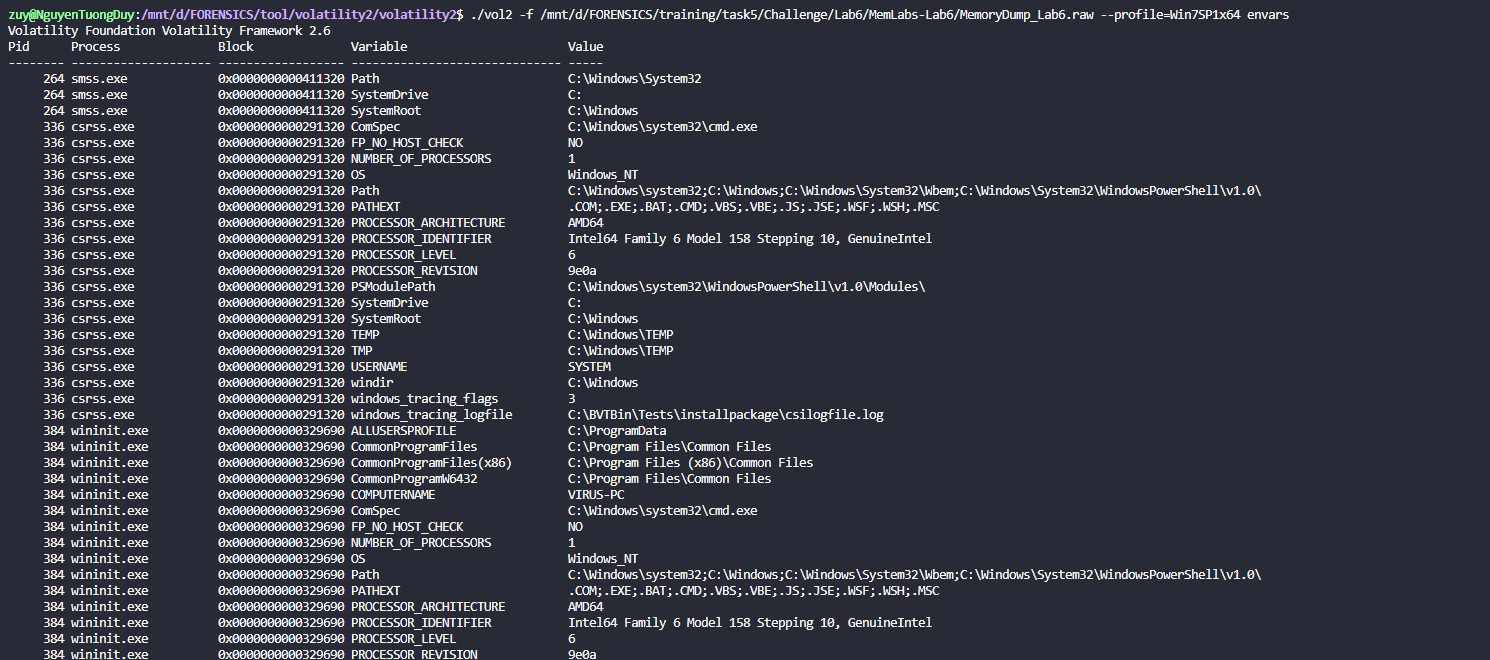 zuy@NguyenTuongDuy:/mnt/d/FORENSICS/tool/volatility2/volatility2$ ./vol2 -f /mnt/d/FORENSICS/training/task5/Challenge/Lab6/MemLabs-Lab6/MemoryDump_Lab6.raw --profile=Win7SP1x64 envars
Volatility Foundation Volatility Framework 2.6
Pid      Process              Block              Variable                       Value
-------- -------------------- ------------------ ------------------------------ -----
     264 smss.exe             0x0000000000411320 Path                           C:\Windows\System32
     264 smss.exe             0x0000000000411320 SystemDrive                    C:
     264 smss.exe             0x0000000000411320 SystemRoot                     C:\Windows
     336 csrss.exe            0x0000000000291320 ComSpec                        C:\Windows\system32\cmd.exe
     336 csrss.exe            0x0000000000291320 FP_NO_HOST_CHECK               NO
     336 csrss.exe            0x0000000000291320 NUMBER_OF_PROCESSORS           1
     336 csrss.exe            0x0000000000291320 OS                             Windows_NT
     336 csrss.exe            0x0000000000291320 Path                           C:\Windows\system32;C:\Windows;C:\Windows\System32\Wbem;C:\Windows\System32\WindowsPowerShell\v1.0\
     336 csrss.exe            0x0000000000291320 PATHEXT                        .COM;.EXE;.BAT;.CMD;.VBS;.VBE;.JS;.JSE;.WSF;.WSH;.MSC
     336 csrss.exe            0x0000000000291320 PROCESSOR_ARCHITECTURE         AMD64
     336 csrss.exe            0x0000000000291320 PROCESSOR_IDENTIFIER           Intel64 Family 6 Model 158 Stepping 10, GenuineIntel
     336 csrss.exe            0x0000000000291320 PROCESSOR_LEVEL                6
     336 csrss.exe            0x0000000000291320 PROCESSOR_REVISION             9e0a
     336 csrss.exe            0x0000000000291320 PSModulePath                   C:\Windows\system32\WindowsPowerShell\v1.0\Modules\
     336 csrss.exe            0x0000000000291320 SystemDrive                    C:
     336 csrss.exe            0x0000000000291320 SystemRoot                     C:\Windows
     336 csrss.exe            0x0000000000291320 TEMP                           C:\Windows\TEMP
     336 csrss.exe            0x0000000000291320 TMP                            C:\Windows\TEMP
     336 csrss.exe            0x0000000000291320 USERNAME                       SYSTEM
     336 csrss.exe            0x0000000000291320 windir                         C:\Windows
     336 csrss.exe            0x0000000000291320 windows_tracing_flags          3
     336 csrss.exe            0x0000000000291320 windows_tracing_logfile        C:\BVTBin\Tests\installpackage\csilogfile.log
     384 wininit.exe          0x0000000000329690 ALLUSERSPROFILE                C:\ProgramData
     384 wininit.exe          0x0000000000329690 CommonProgramFiles             C:\Program Files\Common Files
     384 wininit.exe          0x0000000000329690 CommonProgramFiles(x86)        C:\Program Files (x86)\Common Files
     384 wininit.exe          0x0000000000329690 CommonProgramW6432             C:\Program Files\Common Files
     384 wininit.exe          0x0000000000329690 COMPUTERNAME                   VIRUS-PC
     384 wininit.exe          0x0000000000329690 ComSpec                        C:\Windows\system32\cmd.exe
     384 wininit.exe          0x0000000000329690 FP_NO_HOST_CHECK               NO
     384 wininit.exe          0x0000000000329690 NUMBER_OF_PROCESSORS           1
     384 wininit.exe          0x0000000000329690 OS                             Windows_NT
     384 wininit.exe          0x0000000000329690 Path                           C:\Windows\system32;C:\Windows;C:\Windows\System32\Wbem;C:\Windows\System32\WindowsPowerShell\v1.0\
     384 wininit.exe          0x0000000000329690 PATHEXT                        .COM;.EXE;.BAT;.CMD;.VBS;.VBE;.JS;.JSE;.WSF;.WSH;.MSC
     384 wininit.exe          0x0000000000329690 PROCESSOR_ARCHITECTURE         AMD64
     384 wininit.exe          0x0000000000329690 PROCESSOR_IDENTIFIER           Intel64 Family 6 Model 158 Stepping 10, GenuineIntel
     384 wininit.exe          0x0000000000329690 PROCESSOR_LEVEL                6
     384 wininit.exe          0x0000000000329690 PROCESSOR_REVISION             9e0a